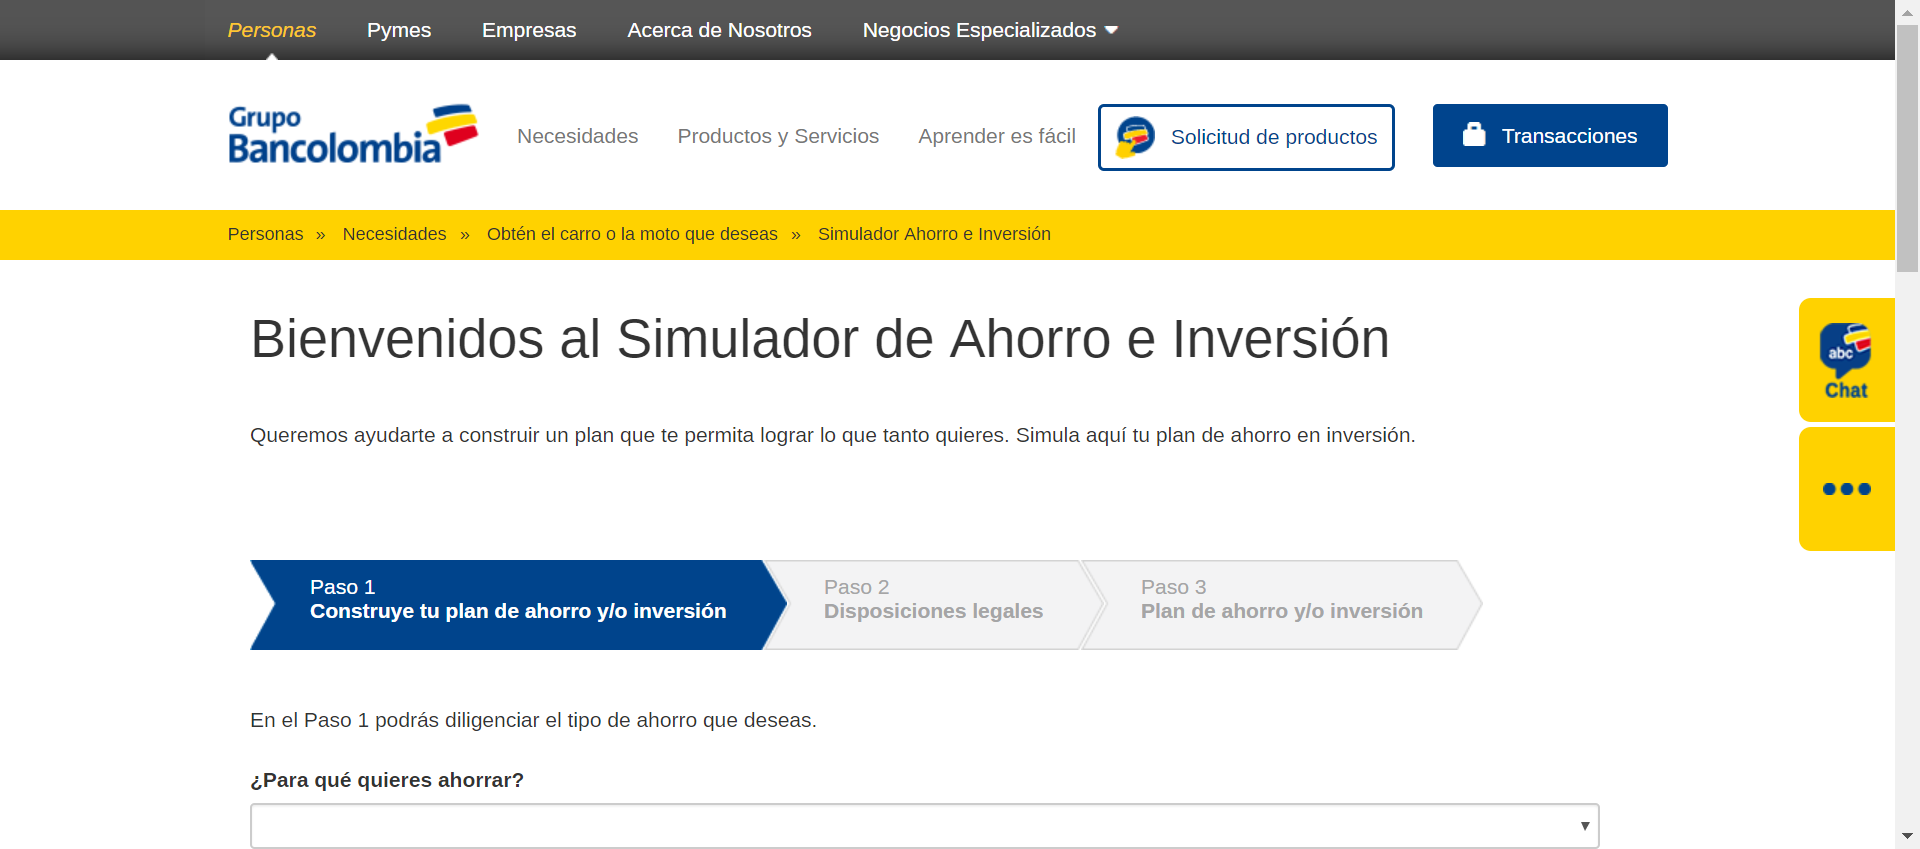 Personas Pymes Empresas Acerca de Nosotros Negocios Especializados
Grupo
Bancolombia
Necesidades Productos y Servicios Aprender es fácil Solicitud de productos Transacciones
Personas » Necesidades » Obtén el carro o la moto que deseas » Simulador Ahorro e Inversión
Bienvenidos al Simulador de Ahorro e Inversión
abc
Chat
Queremos ayudarte a construir un plan que te permita lograr lo que tanto quieres. Simula aquí tu plan de ahorro en inversión.
Paso 1
Construye tu plan de ahorro y/o inversión
Paso 2
Disposiciones legales
Paso 3
Plan de ahorro y/o inversión
En el Paso 1 podrás diligenciar el tipo de ahorro que deseas.
¿Para qué quieres ahorrar?